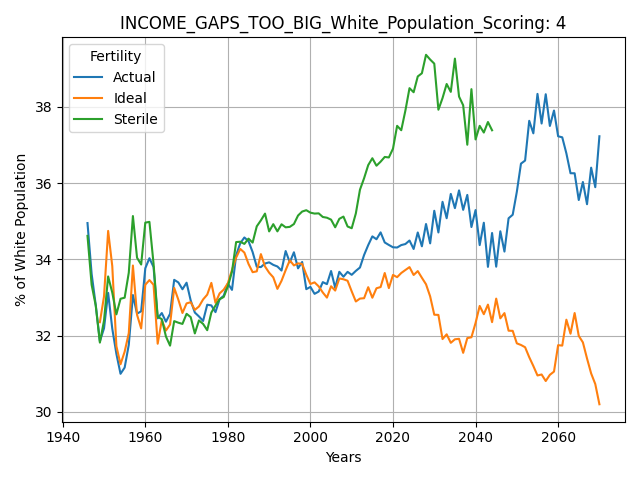 INCOME_GAPS_TOO_BIG_White_Population_Scoring: 4
Fertility
Actual
Ideal
Sterile
% of White Population
38
36
34
32
30
1940 1960 1980 2000 2020 2040 2060
Years